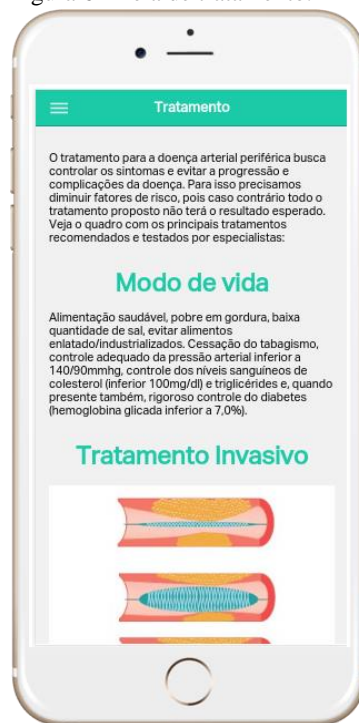 Tratamento
O tratamento para a doença arterial periférica busca
controlar os sintomas e evitar a progressão e
complicações da doença. Para isso precisamos
diminuir fatores de risco, pois caso contrário todo o
tratamento proposto não terá o resultado esperado.
Veja o quadro com os principais tratamentos
recomendados e testados por especialistas:
Modo de vida
Alimentação saudável, pobre em gordura, baixa
quantidade de sal, evitar alimentos
enlatado/industrializados. Cessação do tabagismo,
controle adequado da pressão arterial inferior a
140/90mmhg, controle dos níveis sanguíneos de
colesterol (inferior 100mg/dl) e triglicérides e, quando
presente também, rigoroso controle do diabetes
(hemoglobina glicada inferior a 7,0%).
Tratamento Invasivo